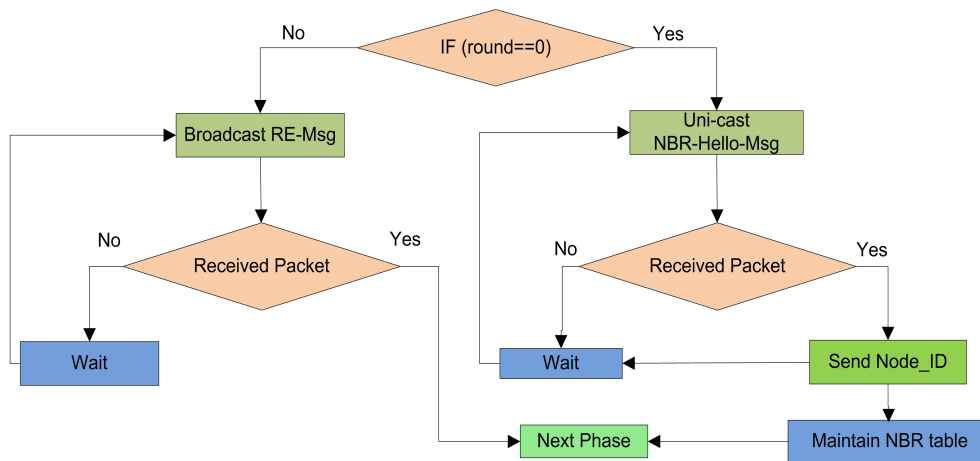 IF (round==0)
No
Yes
Broadcast RE-Msg
Uni-cast
NBR-Hello-Msg
No
Received Packet
Yes
No
Received Packet
Yes
Wait
Wait
Send Node_ID
Next Phase
Maintain NBR table